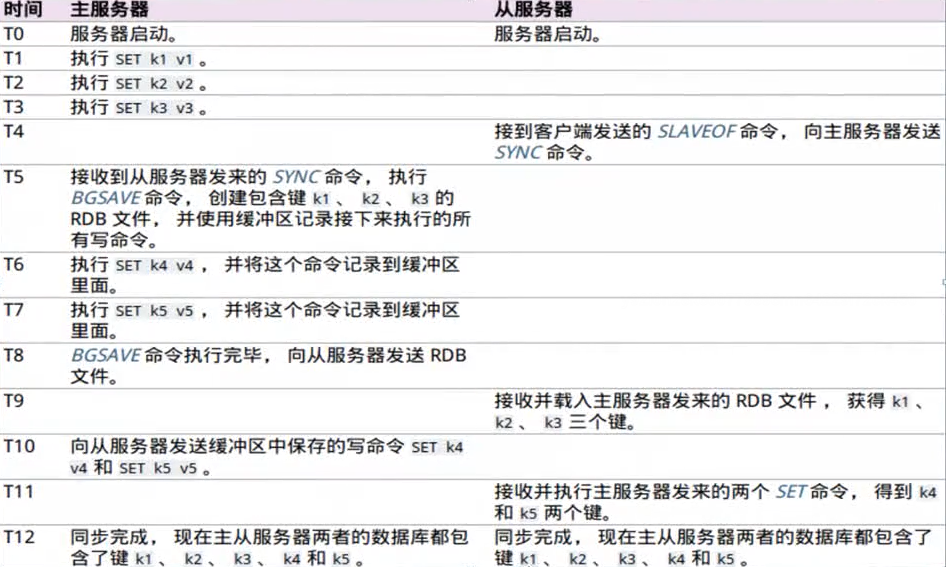 时间 主服务器 从服务器
T0 服务器启动。 服务器启动。
T1 执行 SET k1 v1 。
T2 执行 SET k2 v2 。
T3 执行 SET k3 v3 。
T4 接到客户端发送的 SLAVEOF 命令， 向主服务器发送
SYNC 命令。
T5 接收到从服务器发来的 SYNC 命令， 执行
BGSAVE 命令， 创建包含键 k1 、 k2 、 k3 的
RDB 文件， 并使用缓冲区记录接下来执行的所
有写命令。
T6 执行 SET k4 v4 ， 并将这个命令记录到缓冲区
里面。
T7 执行 SET k5 v5 ， 并将这个命令记录到缓冲区
里面。
T8 BGSAVE 命令执行完毕， 向从服务器发送 RDB
文件。
T9 接收并载入主服务器发来的 RDB 文件 ， 获得 k1 、
k2 、 k3 三个键。
T10 向从服务器发送缓冲区中保存的写命令 SET k4
v4 和 SET k5 v5 。
T11 接收并执行主服务器发来的两个 SET 命令， 得到 k4
和 k5 两个键。
T12 同步完成， 现在主从服务器两者的数据库都包 同步完成， 现在主从服务器两者的数据库都包含了
含了键 k1 、 k2 、 k3 、 k4 和 k5 。 键 k1 、 k2 、 k3 、 k4 和 k5 。